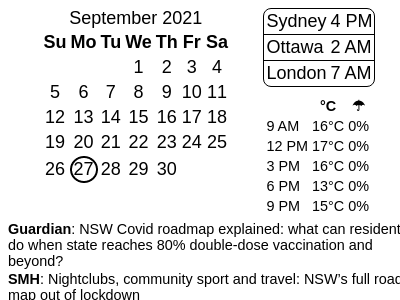 September 2021
Su Mo Tu We Th Fr Sa
1 2 3 4
5 6 7 8 9 10 11
12 13 14 15 16 17 18
19 20 21 22 23 24 25
26 27 28 29 30
Sydney 4 PM
Ottawa 2 AM
London 7 AM
°C ☂
9 AM 16°C 0%
12 PM 17°C 0%
3 PM 16°C 0%
6 PM 13°C 0%
9 PM 15°C 0%
Guardian: NSW Covid roadmap explained: what can resident
do when state reaches 80% double-dose vaccination and
beyond?
SMH: Nightclubs, community sport and travel: NSW's full road
map out of lockdown